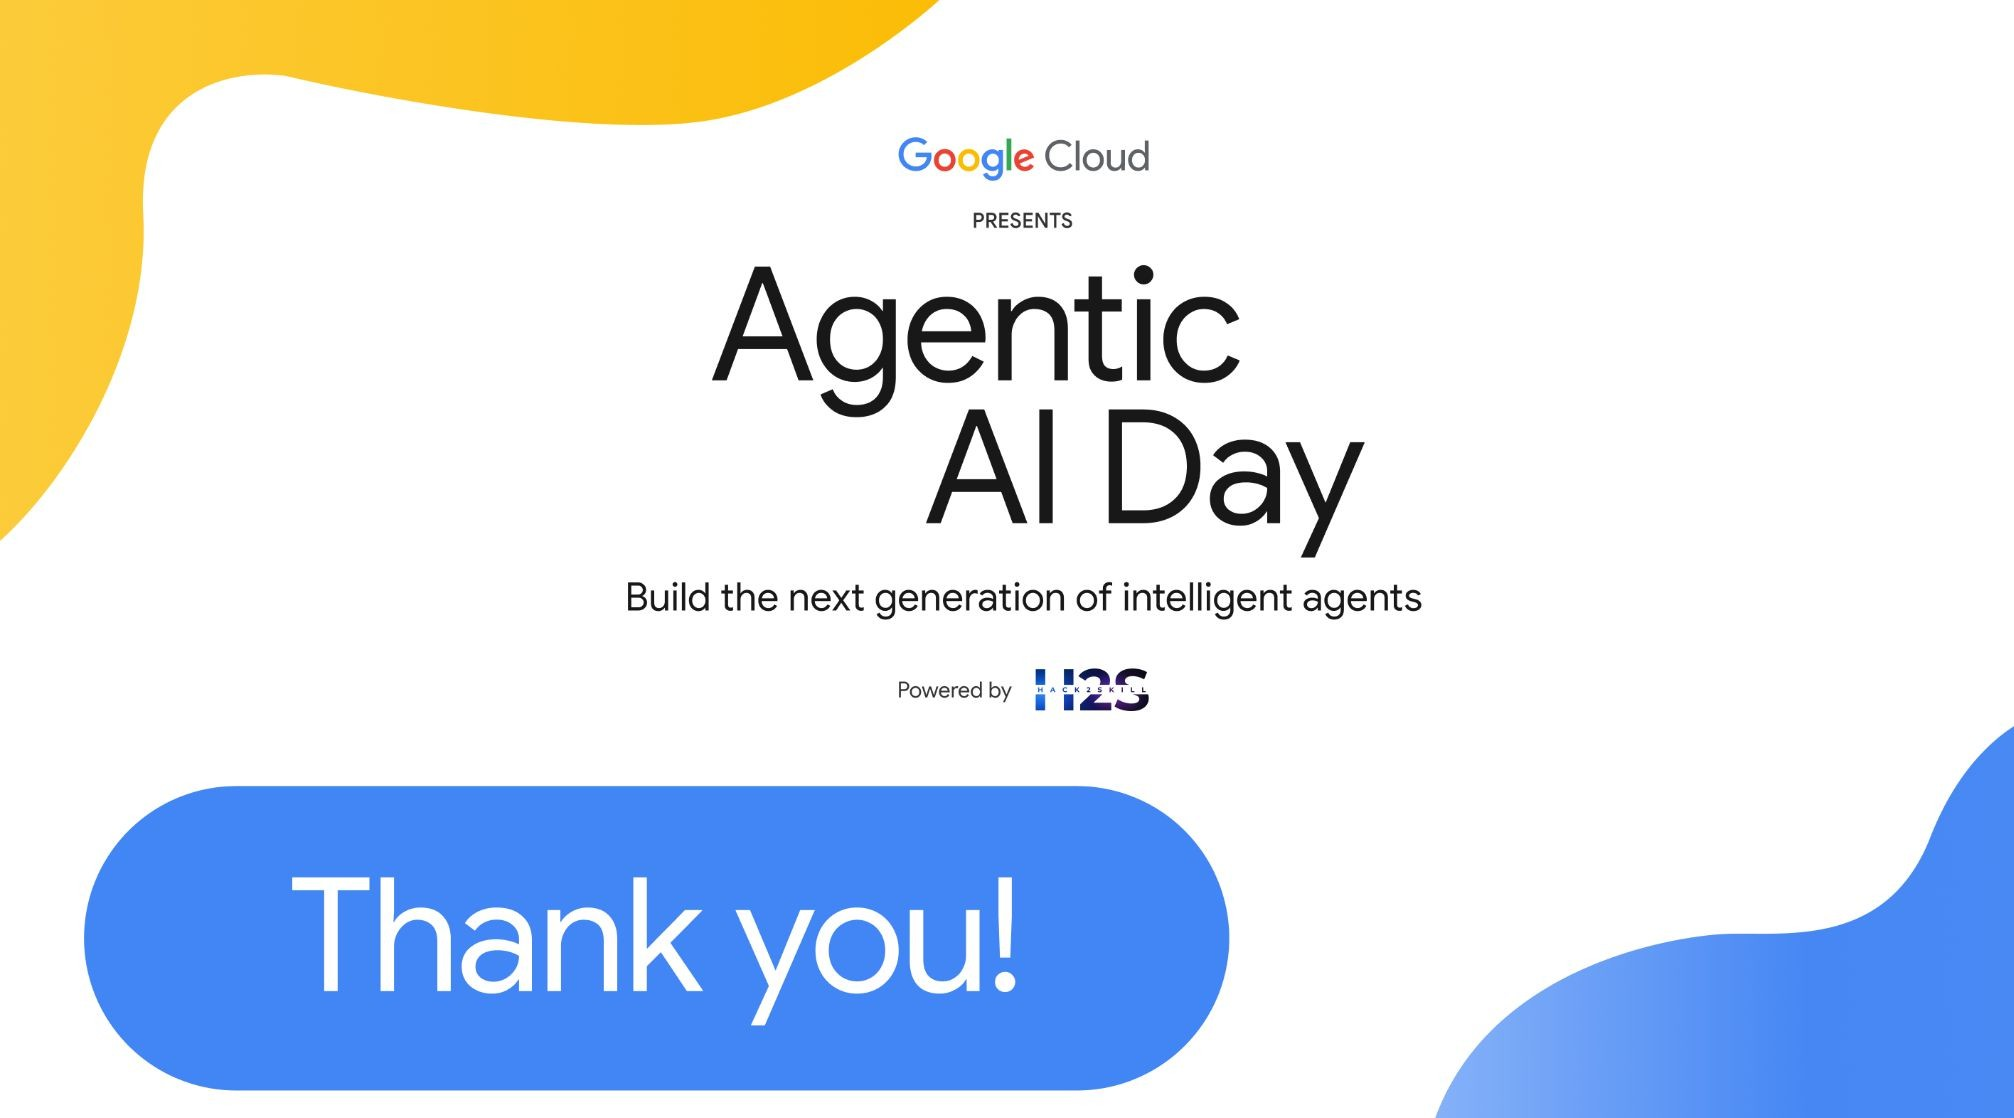 Google Cloud
PRESENTS
Agentic
AI Day
Build the next generation of intelligent agents
Powered by H2S
HACK2SKILL
Thank you!